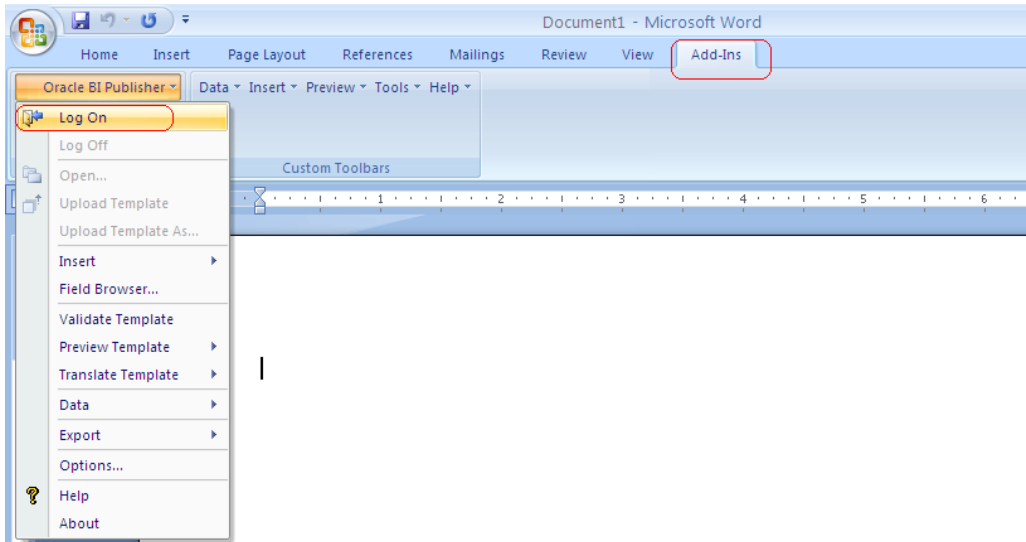 Document1 - Microsoft Word
Home Insert Page Layout References Mailings Review View Add-Ins
Oracle BI Publisher Data Insert Preview Tools Help
Log On
Log Off
Custom Toolbars
Open...
1 2 3 4 5 6
Upload Template
Upload Template As...
Insert
Field Browser...
Validate Template
Preview Template
Translate Template
Data
Export
Options...
? Help
About